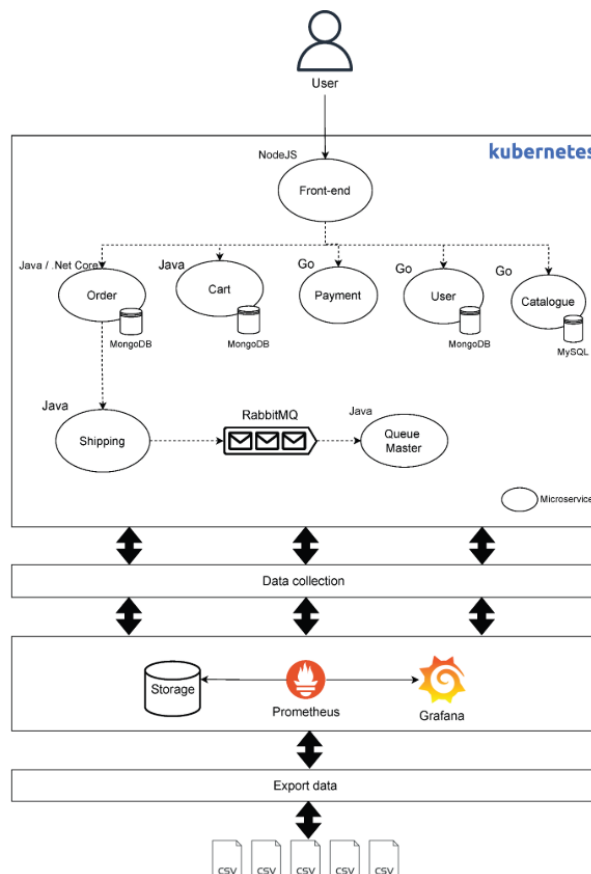 User
kubernetes
NodeJS
Front-end
Java / .Net Core
Java
Go
Go
Go
Order
Cart
Payment
User
Catalogue
MongoDB
MongoDB
MongoDB
MySQL
Java
RabbitMQ
Java
Shipping
Queue
Master
Microservice
Data collection
Storage
Prometheus
Grafana
Export data
CSV CSV CSV CSV CSV